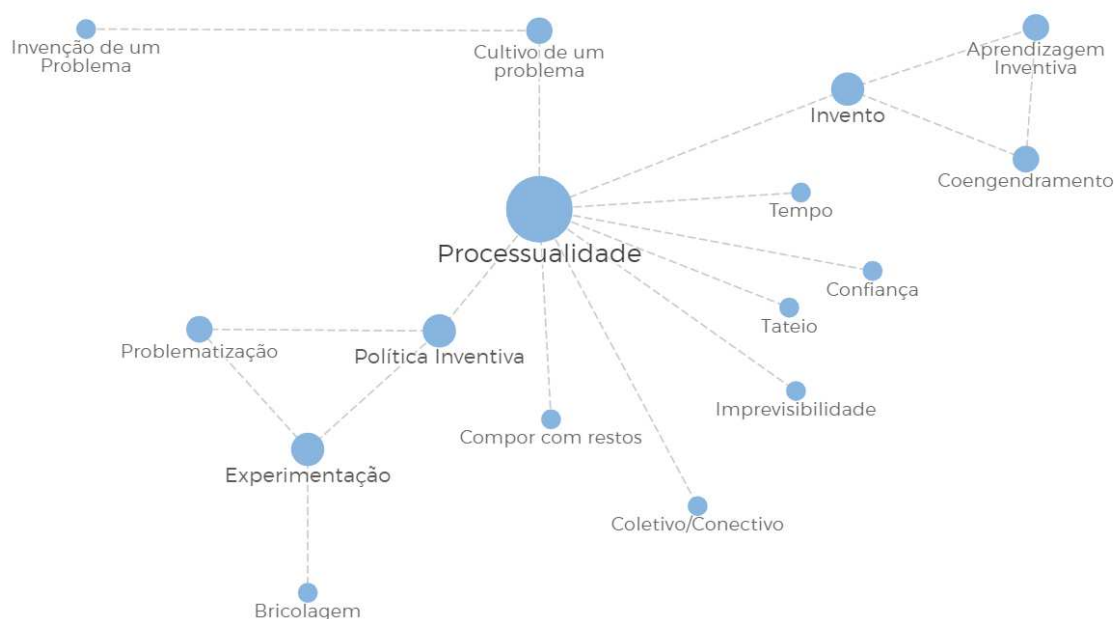 Invenção de um
Problema
Cultivo de um
problema
Aprendizagem
Inventiva
Invento
Coengendramento
Tempo
Processualidade
Confiança
Tateio
Problematização
Política Inventiva
Imprevisibilidade
Compor com restos
Experimentação
Coletivo/Conectivo
Bricolagem